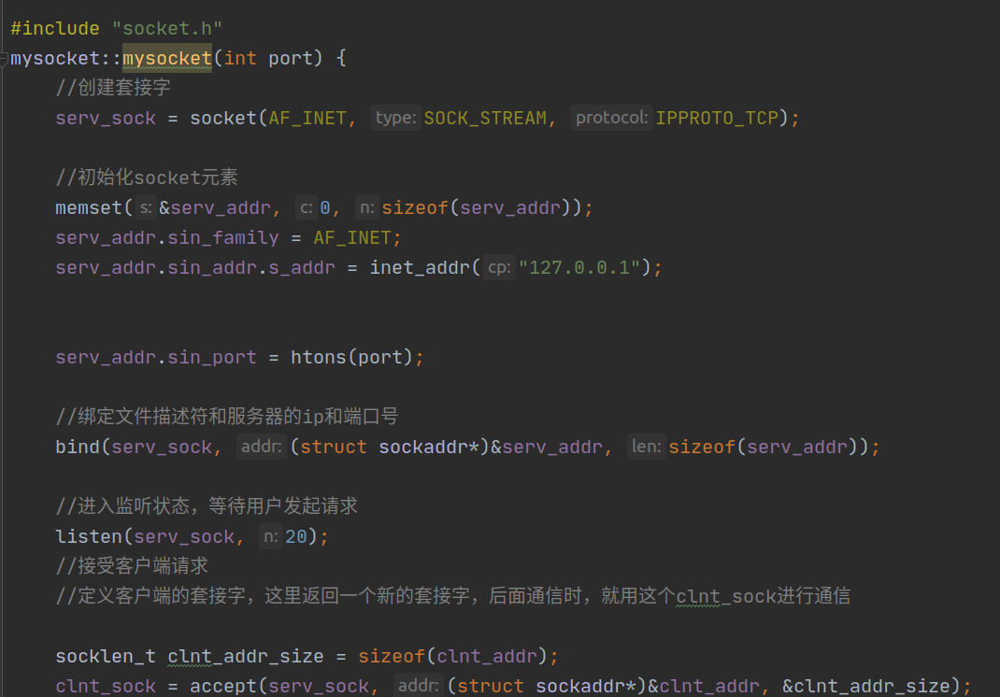 #include "socket.h"
mysocket::mysocket(int port) {
//创建套接字
serv_sock = socket(AF_INET, type: SOCK_STREAM, protocol: IPPROTO_TCP);
//初始化socket元素
memset( s: &serv_addr, c: 0, n: sizeof(serv_addr));
serv_addr.sin_family = AF_INET;
serv_addr.sin_addr.s_addr = inet_addr( cp: "127.0.0.1");
serv_addr.sin_port = htons(port);
//绑定文件描述符和服务器的ip和端口号
bind(serv_sock, addr: (struct sockaddr*)&serv_addr, len: sizeof(serv_addr));
//进入监听状态，等待用户发起请求
listen(serv_sock, n: 20);
//接受客户端请求
//定义客户端的套接字，这里返回一个新的套接字，后面通信时，就用这个clnt_sock进行通信
socklen_t clnt_addr_size = sizeof(clnt_addr);
clnt_sock = accept(serv_sock, addr: (struct sockaddr*)&clnt_addr, &clnt_addr_size);